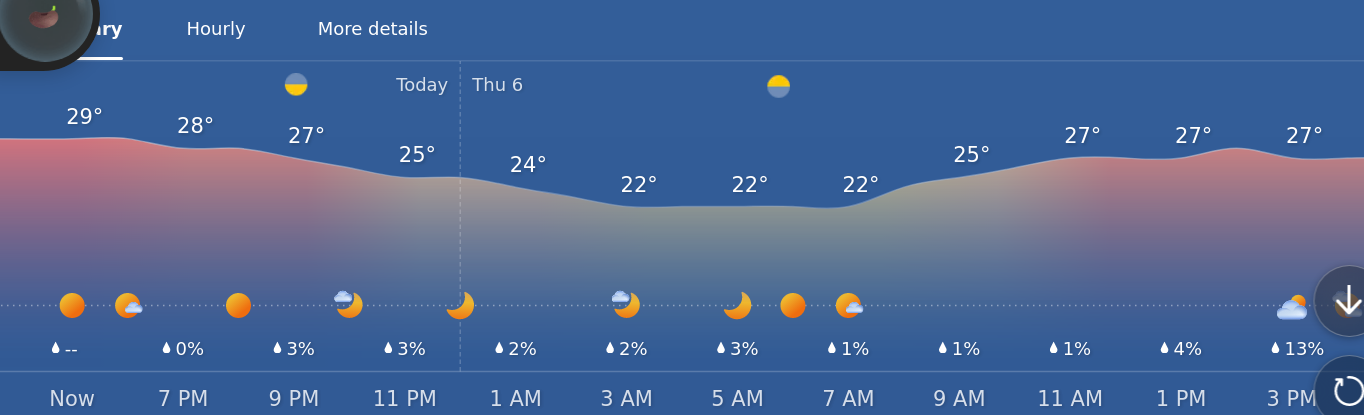 Hourly More details
Today Thu 6
29° 28° 27° 25° 24° 22° 22° 22° 25° 27° 27° 27°
-- 0% 3% 3% 2% 2% 3% 1% 1% 1% 4% 13%
Now 7 PM 9 PM 11 PM 1 AM 3 AM 5 AM 7 AM 9 AM 11 AM 1 PM 3 PM